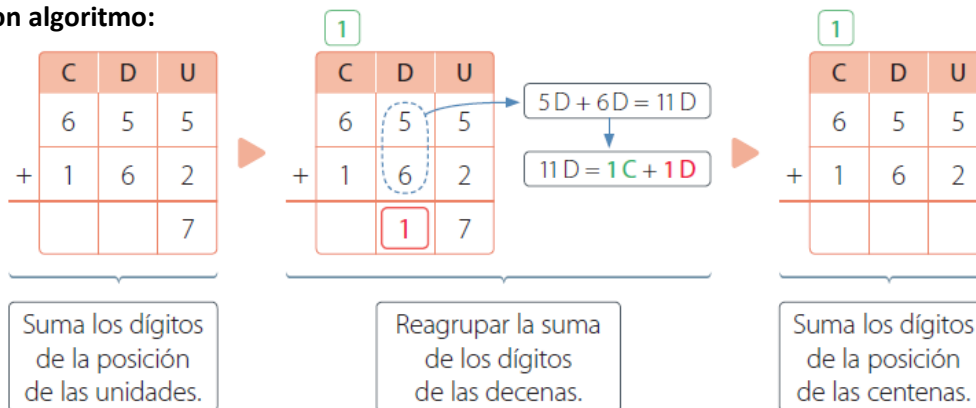 on algoritmo:
C D U
6 5 5
+ 1 6 2
7
Suma los dígitos
de la posición
de las unidades.
1
C D U
6 5 5
+ 1 6 2
1 7
5 D + 6 D = 11 D
11 D = 1 C + 1 D
Reagrupar la suma
de los dígitos
de las decenas.
1
C D U
6 5 5
+ 1 6 2
Suma los dígitos
de la posición
de las centenas.